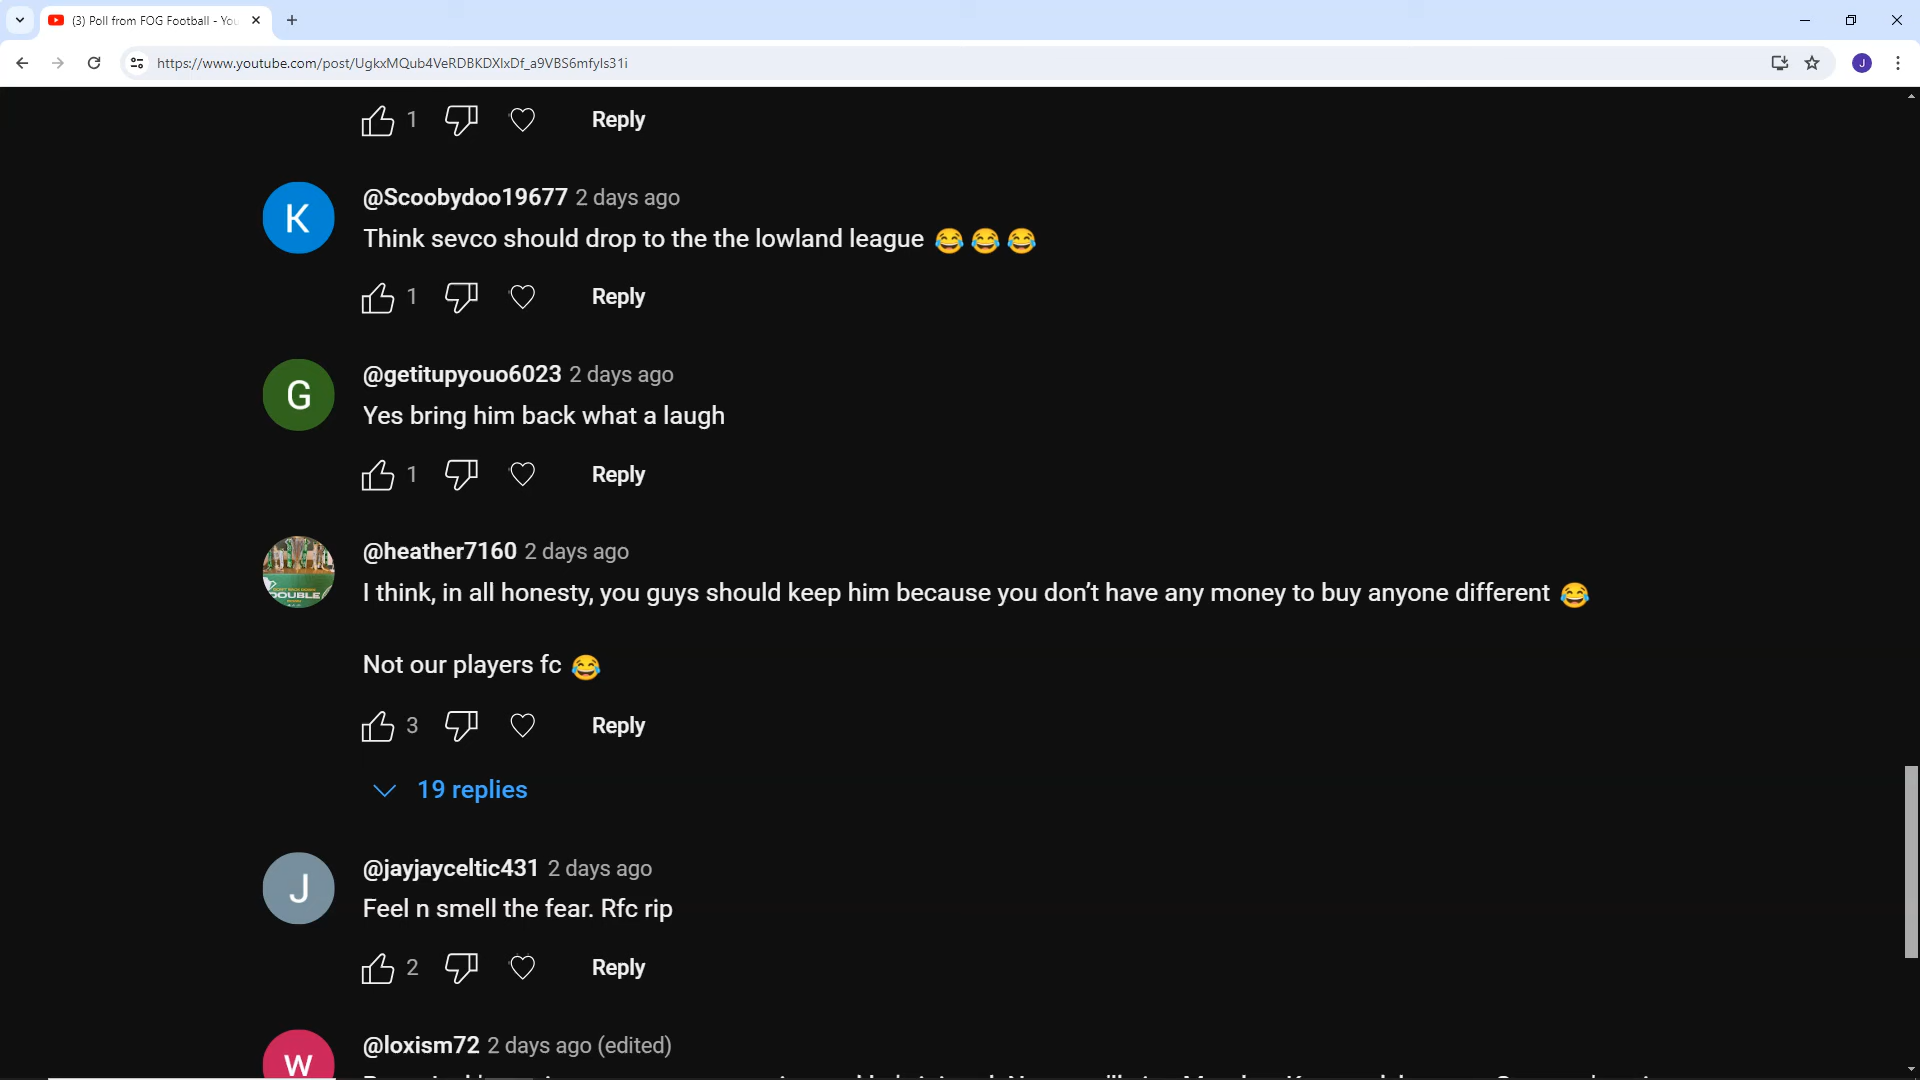 (3) Poll from FOG Football - You
https://www.youtube.com/post/UgkxMQub4VeRDBKDXlxDf_a9VBS6mfyls31i
J
1 Reply
K
@Scoobydoo19677 2 days ago
Think sevco should drop to the the lowland league 😂😂😂
1 Reply
G
@getitupyouo6023 2 days ago
Yes bring him back what a laugh
1 Reply
@heather7160 2 days ago
DOUBLE
I think, in all honesty, you guys should keep him because you don’t have any money to buy anyone different 😂
Not our players fc 😂
3 Reply
19 replies
J
@jayjayceltic431 2 days ago
Feel n smell the fear. Rfc rip
2 Reply
W
@loxism72 2 days ago (edited)